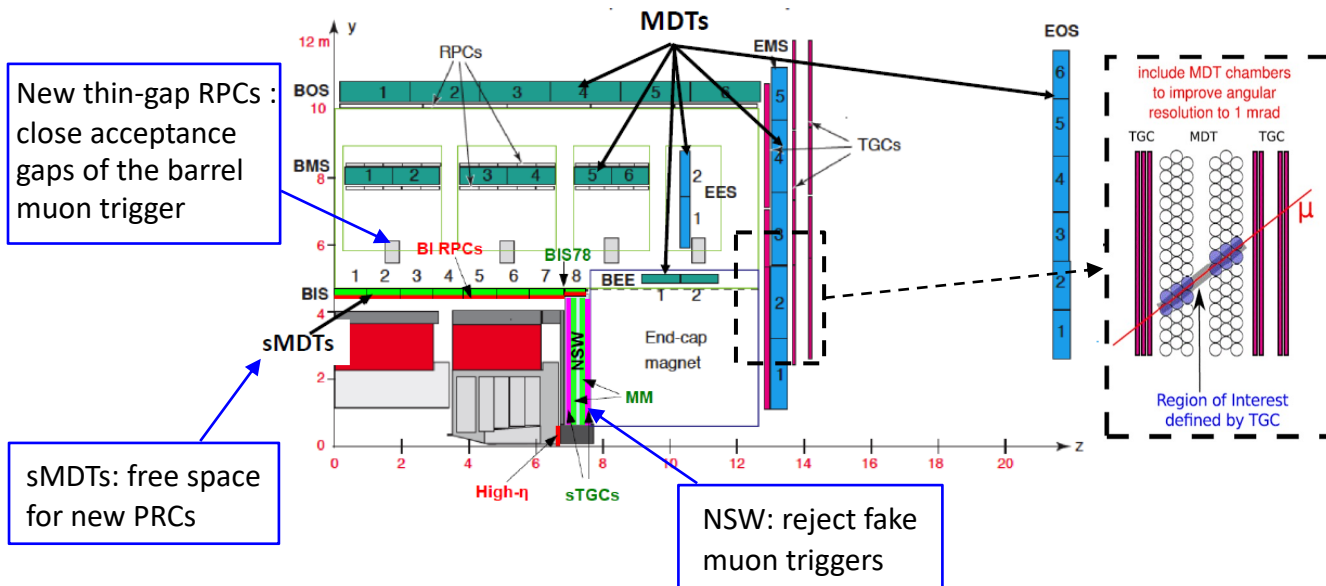 MDTs
y
12 m
RPCs
EMS
EOS
BOS
1 2 3 4 5 6
10
New thin-gap RPCs :
close acceptance
gaps of the barrel
muon trigger
BMS
8
1 2
3 4
5 6
2
1
EES
TGCs
5
4
3
2
1
6
5
4
3
2
1
6
BI RPCs
BIS78
1 2 3 4 5 6 7 8
BEE
1 2
BIS
4
sMDTs
End-cap
magnet
NSW
2
MM
0
0 2 4 6 8 10 12 14 16 18 20
z
High-η
sTGCs
sMDTs: free space
for new PRCs
NSW: reject fake
muon triggers
include MDT chambers
to improve angular
resolution to 1 mrad
TGC MDT TGC
μ
Region of Interest
defined by TGC